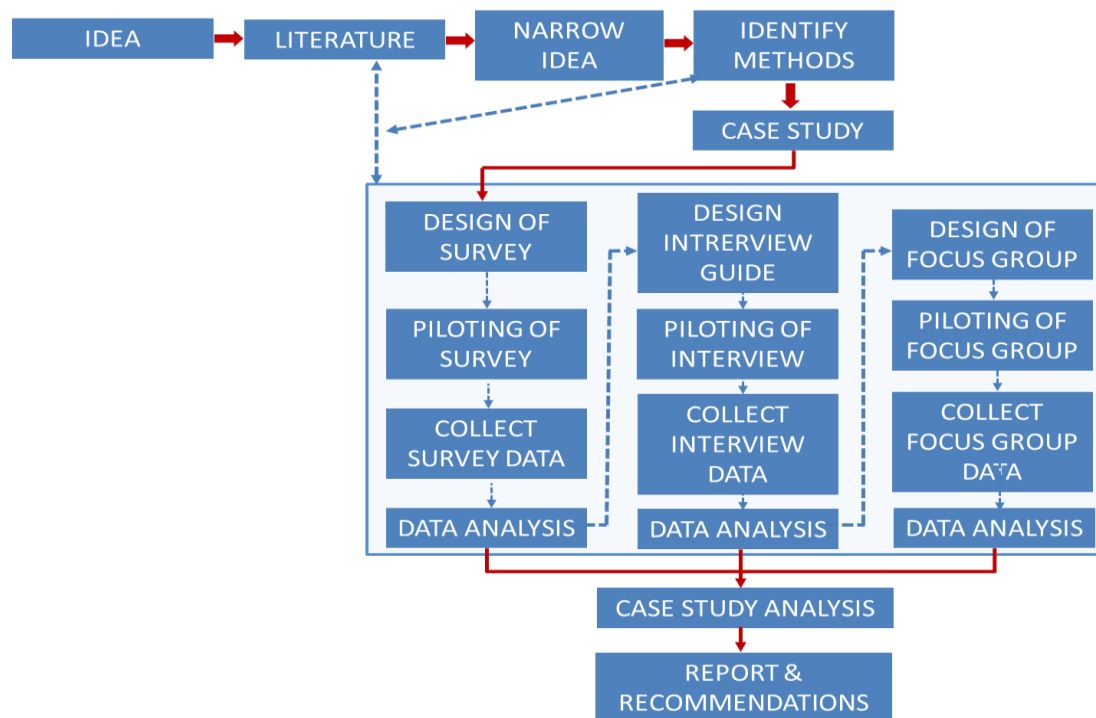 IDEA
LITERATURE
NARROW
IDEA
IDENTIFY
METHODS
CASE STUDY
DESIGN OF
SURVEY
PILOTING OF
SURVEY
COLLECT
SURVEY DATA
DATA ANALYSIS
DESIGN
INTRERVIEW
GUIDE
PILOTING OF
INTERVIEW
COLLECT
INTERVIEW
DATA
DATA ANALYSIS
DESIGN OF
FOCUS GROUP
PILOTING OF
FOCUS GROUP
COLLECT
FOCUS GROUP
DATA
DATA ANALYSIS
CASE STUDY ANALYSIS
REPORT &
RECOMMENDATIONS